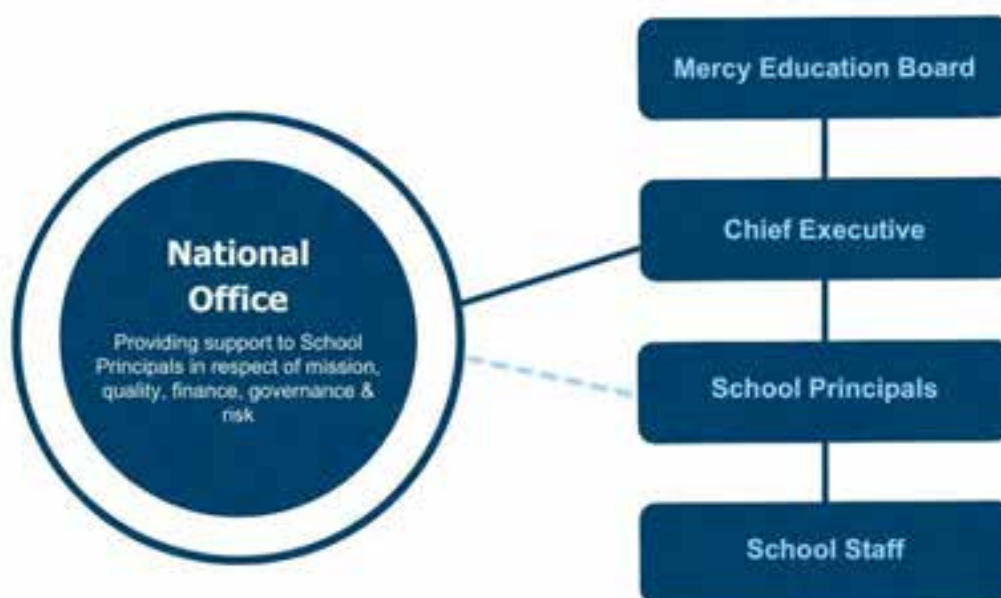 Mercy Education Board
Chief Executive
National
Office
Providing support to School
Principals in respect of mission,
quality, finance, governance &
risk
School Principals
School Staff